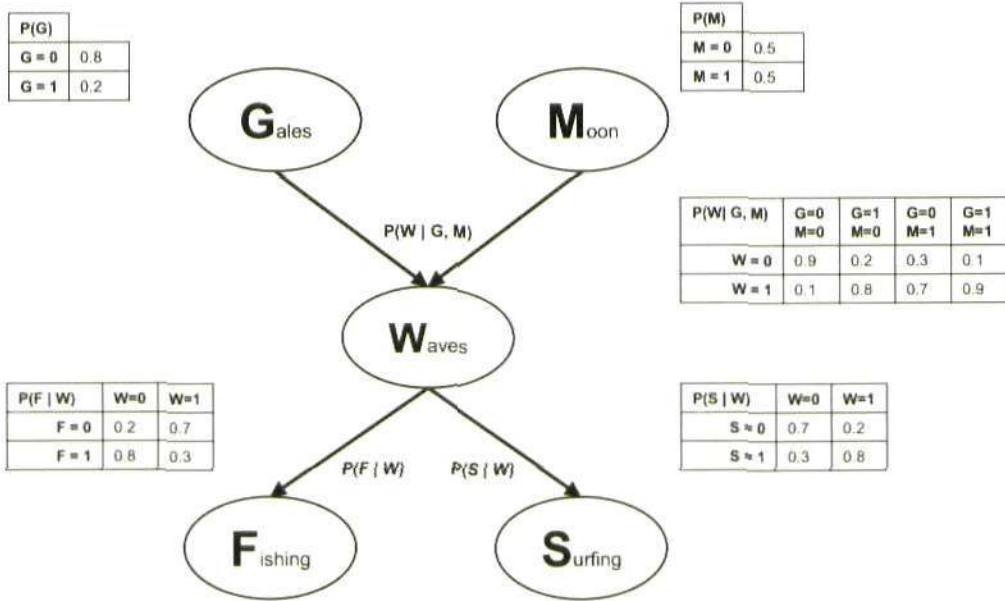 P(G)
G = 0 0.8
G = 1 0.2
P(M)
M = 0 0.5
M = 1 0.5
Gales
Moon
P(W | G, M)
P(W| G, M) G=0 M=0 G=1 M=0 G=0 M=1 G=1 M=1
W = 0 0.9 0.2 0.3 0.1
W = 1 0.1 0.8 0.7 0.9
Waves
P(F | W) W=0 W=1
F = 0 0.2 0.7
F = 1 0.8 0.3
P(S | W) W=0 W=1
S = 0 0.7 0.2
S = 1 0.3 0.8
P(F | W)
P(S | W)
Fishing
Surfing